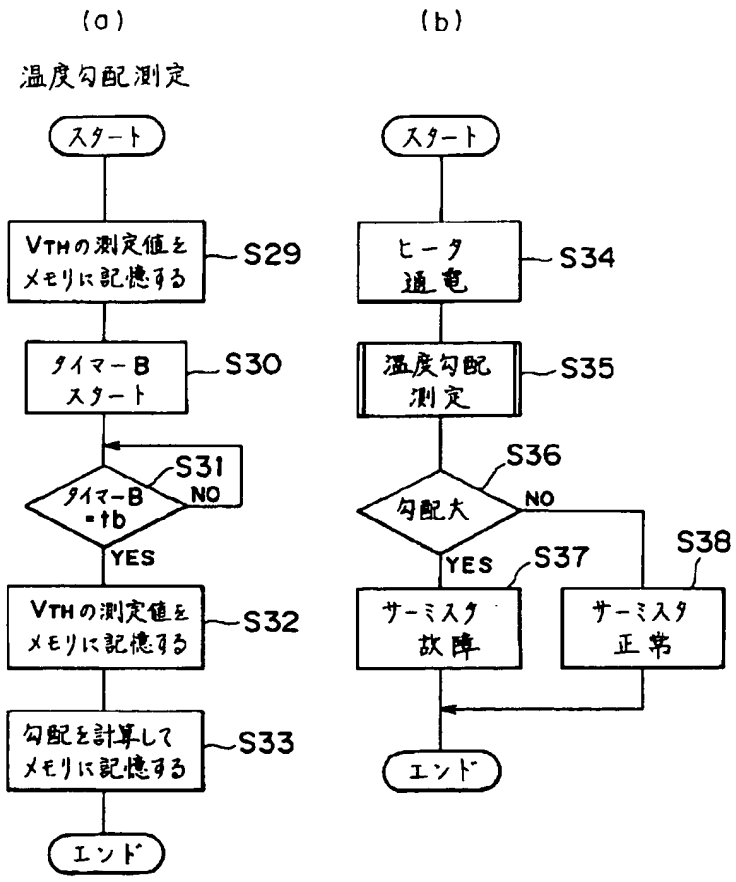 (a)
温度勾配測定
スタート
VTHの測定値を
メモリに記憶する
S29
タイマーB
スタート
S30
タイマーB
=tb
S31
NO
YES
VTHの測定値を
メモリに記憶する
S32
勾配を計算して
メモリに記憶する
S33
エンド
(b)
スタート
ヒータ
通電
S34
温度勾配
測定
S35
勾配大
S36
NO
YES
サーミスタ
故障
S37
サーミスタ
正常
S38
エンド